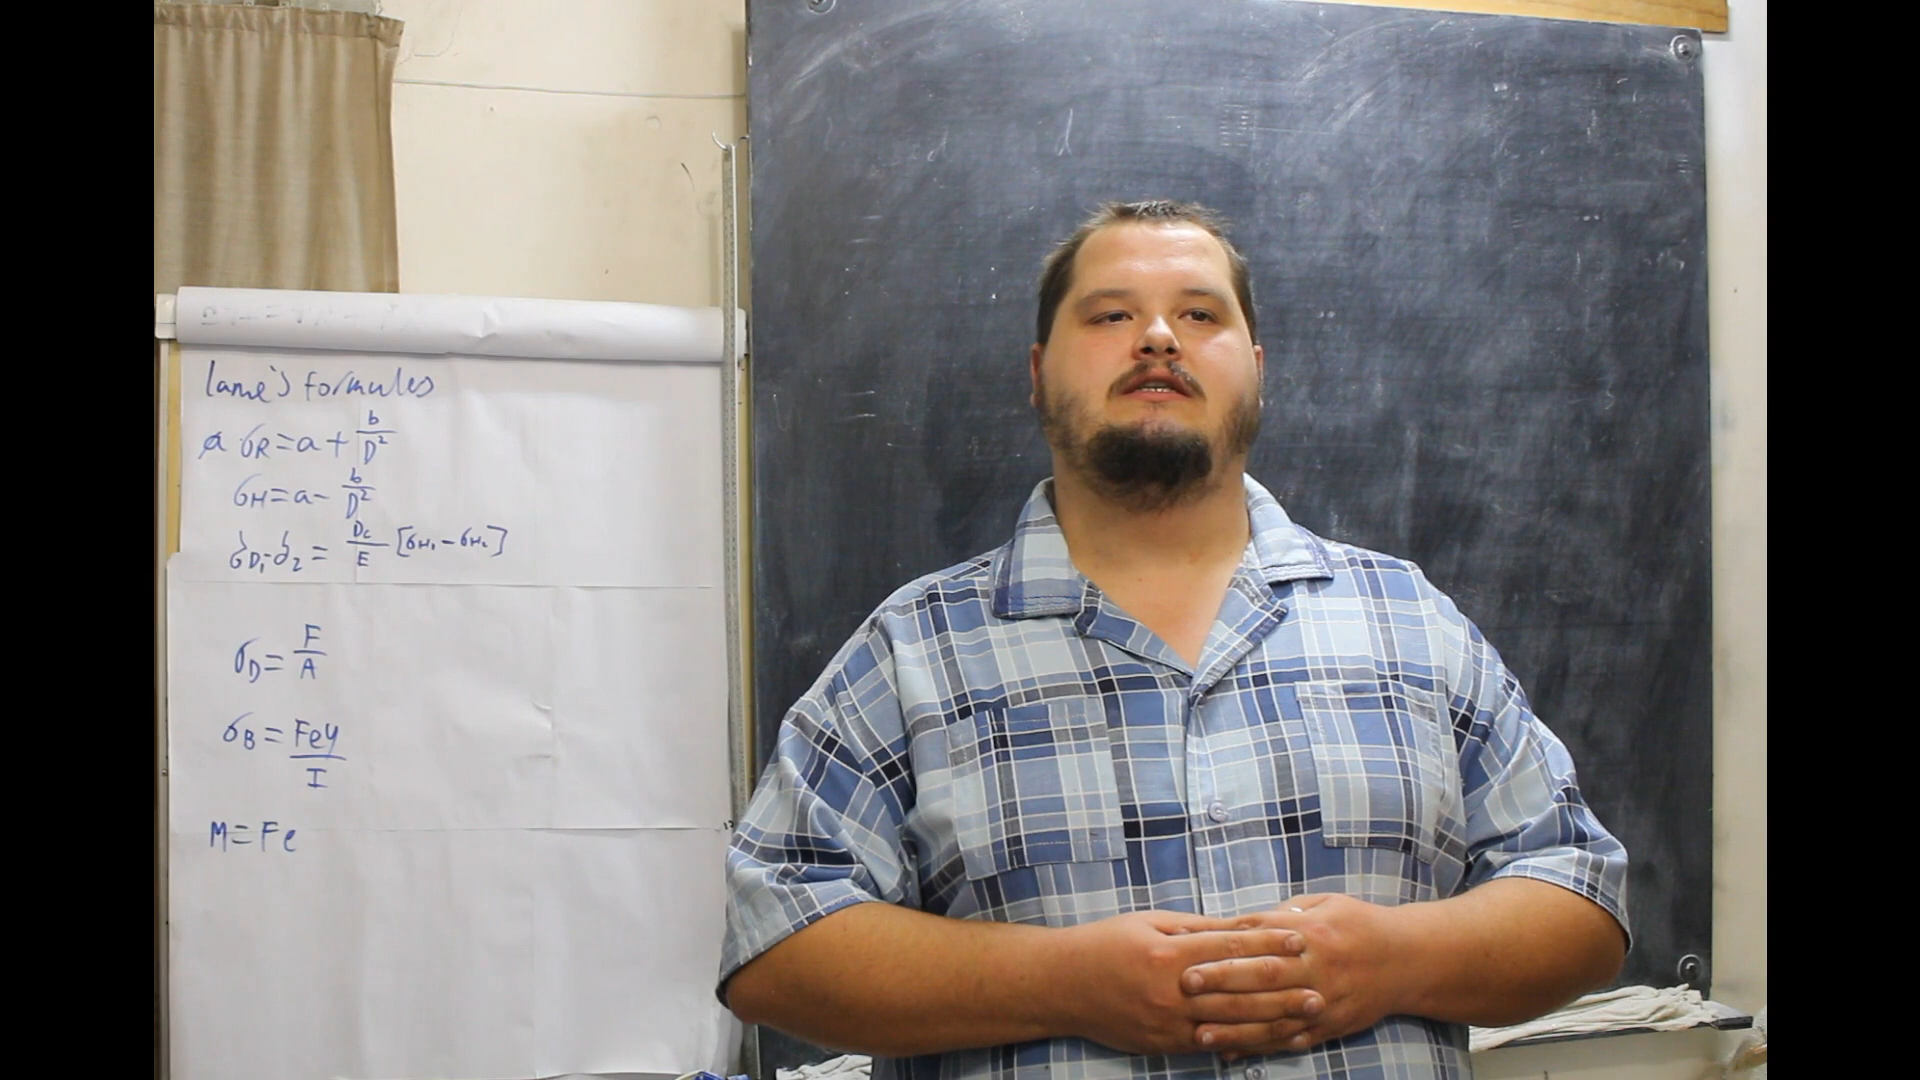 Lame's formules
σR = a + b/D²
σH = a - b/D²
δD₁-δ₂ = Dc/E [σH₁ - σH₂]
σD = F/A
σB = Fey/I
M = Fe